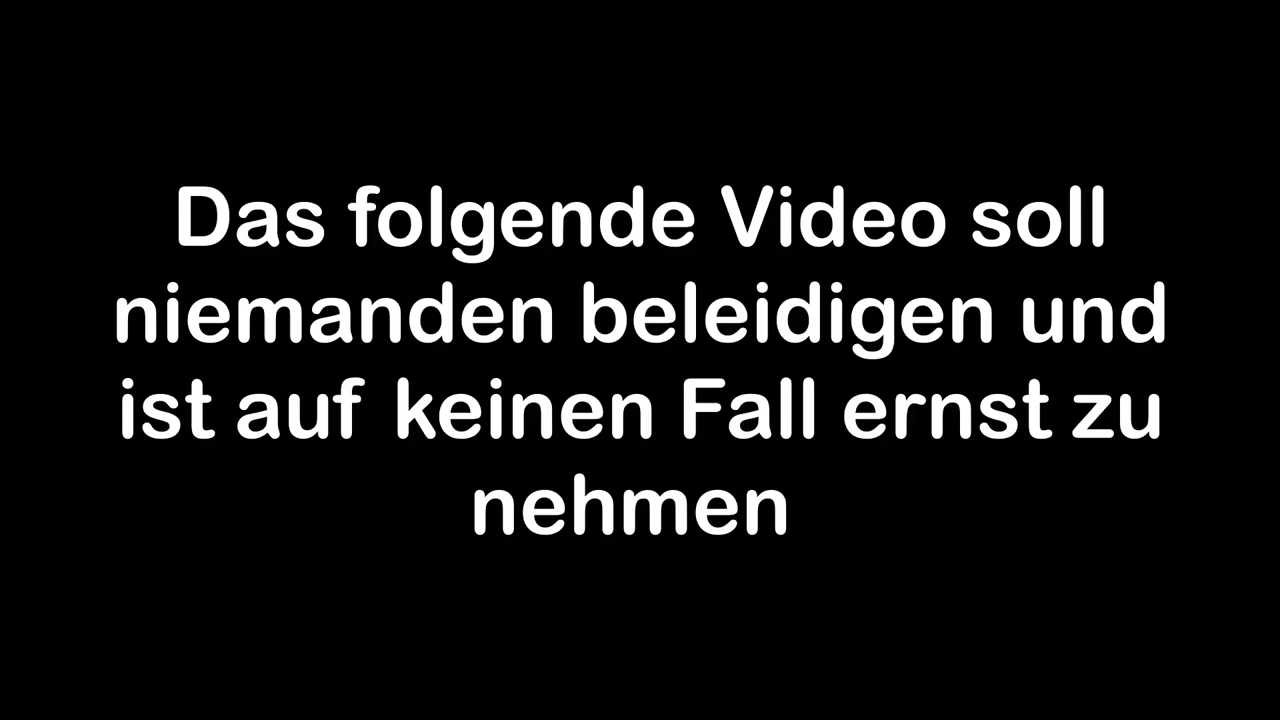 Das folgende Video soll
niemanden beleidigen und
ist auf keinen Fall ernst zu
nehmen